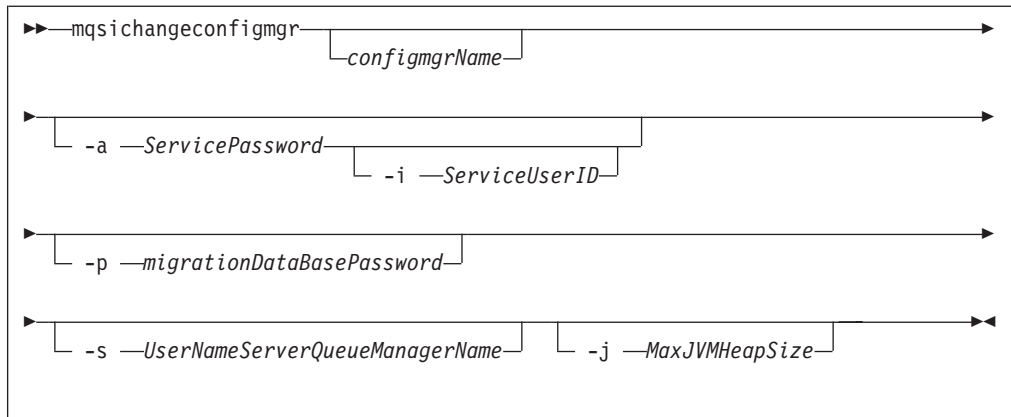 mqsichangeconfigmgr
configmgrName
-a ServicePassword
-i ServiceUserID
-p migrationDataBasePassword
-s UserNameServerQueueManagerName -j MaxJVMHeapSize